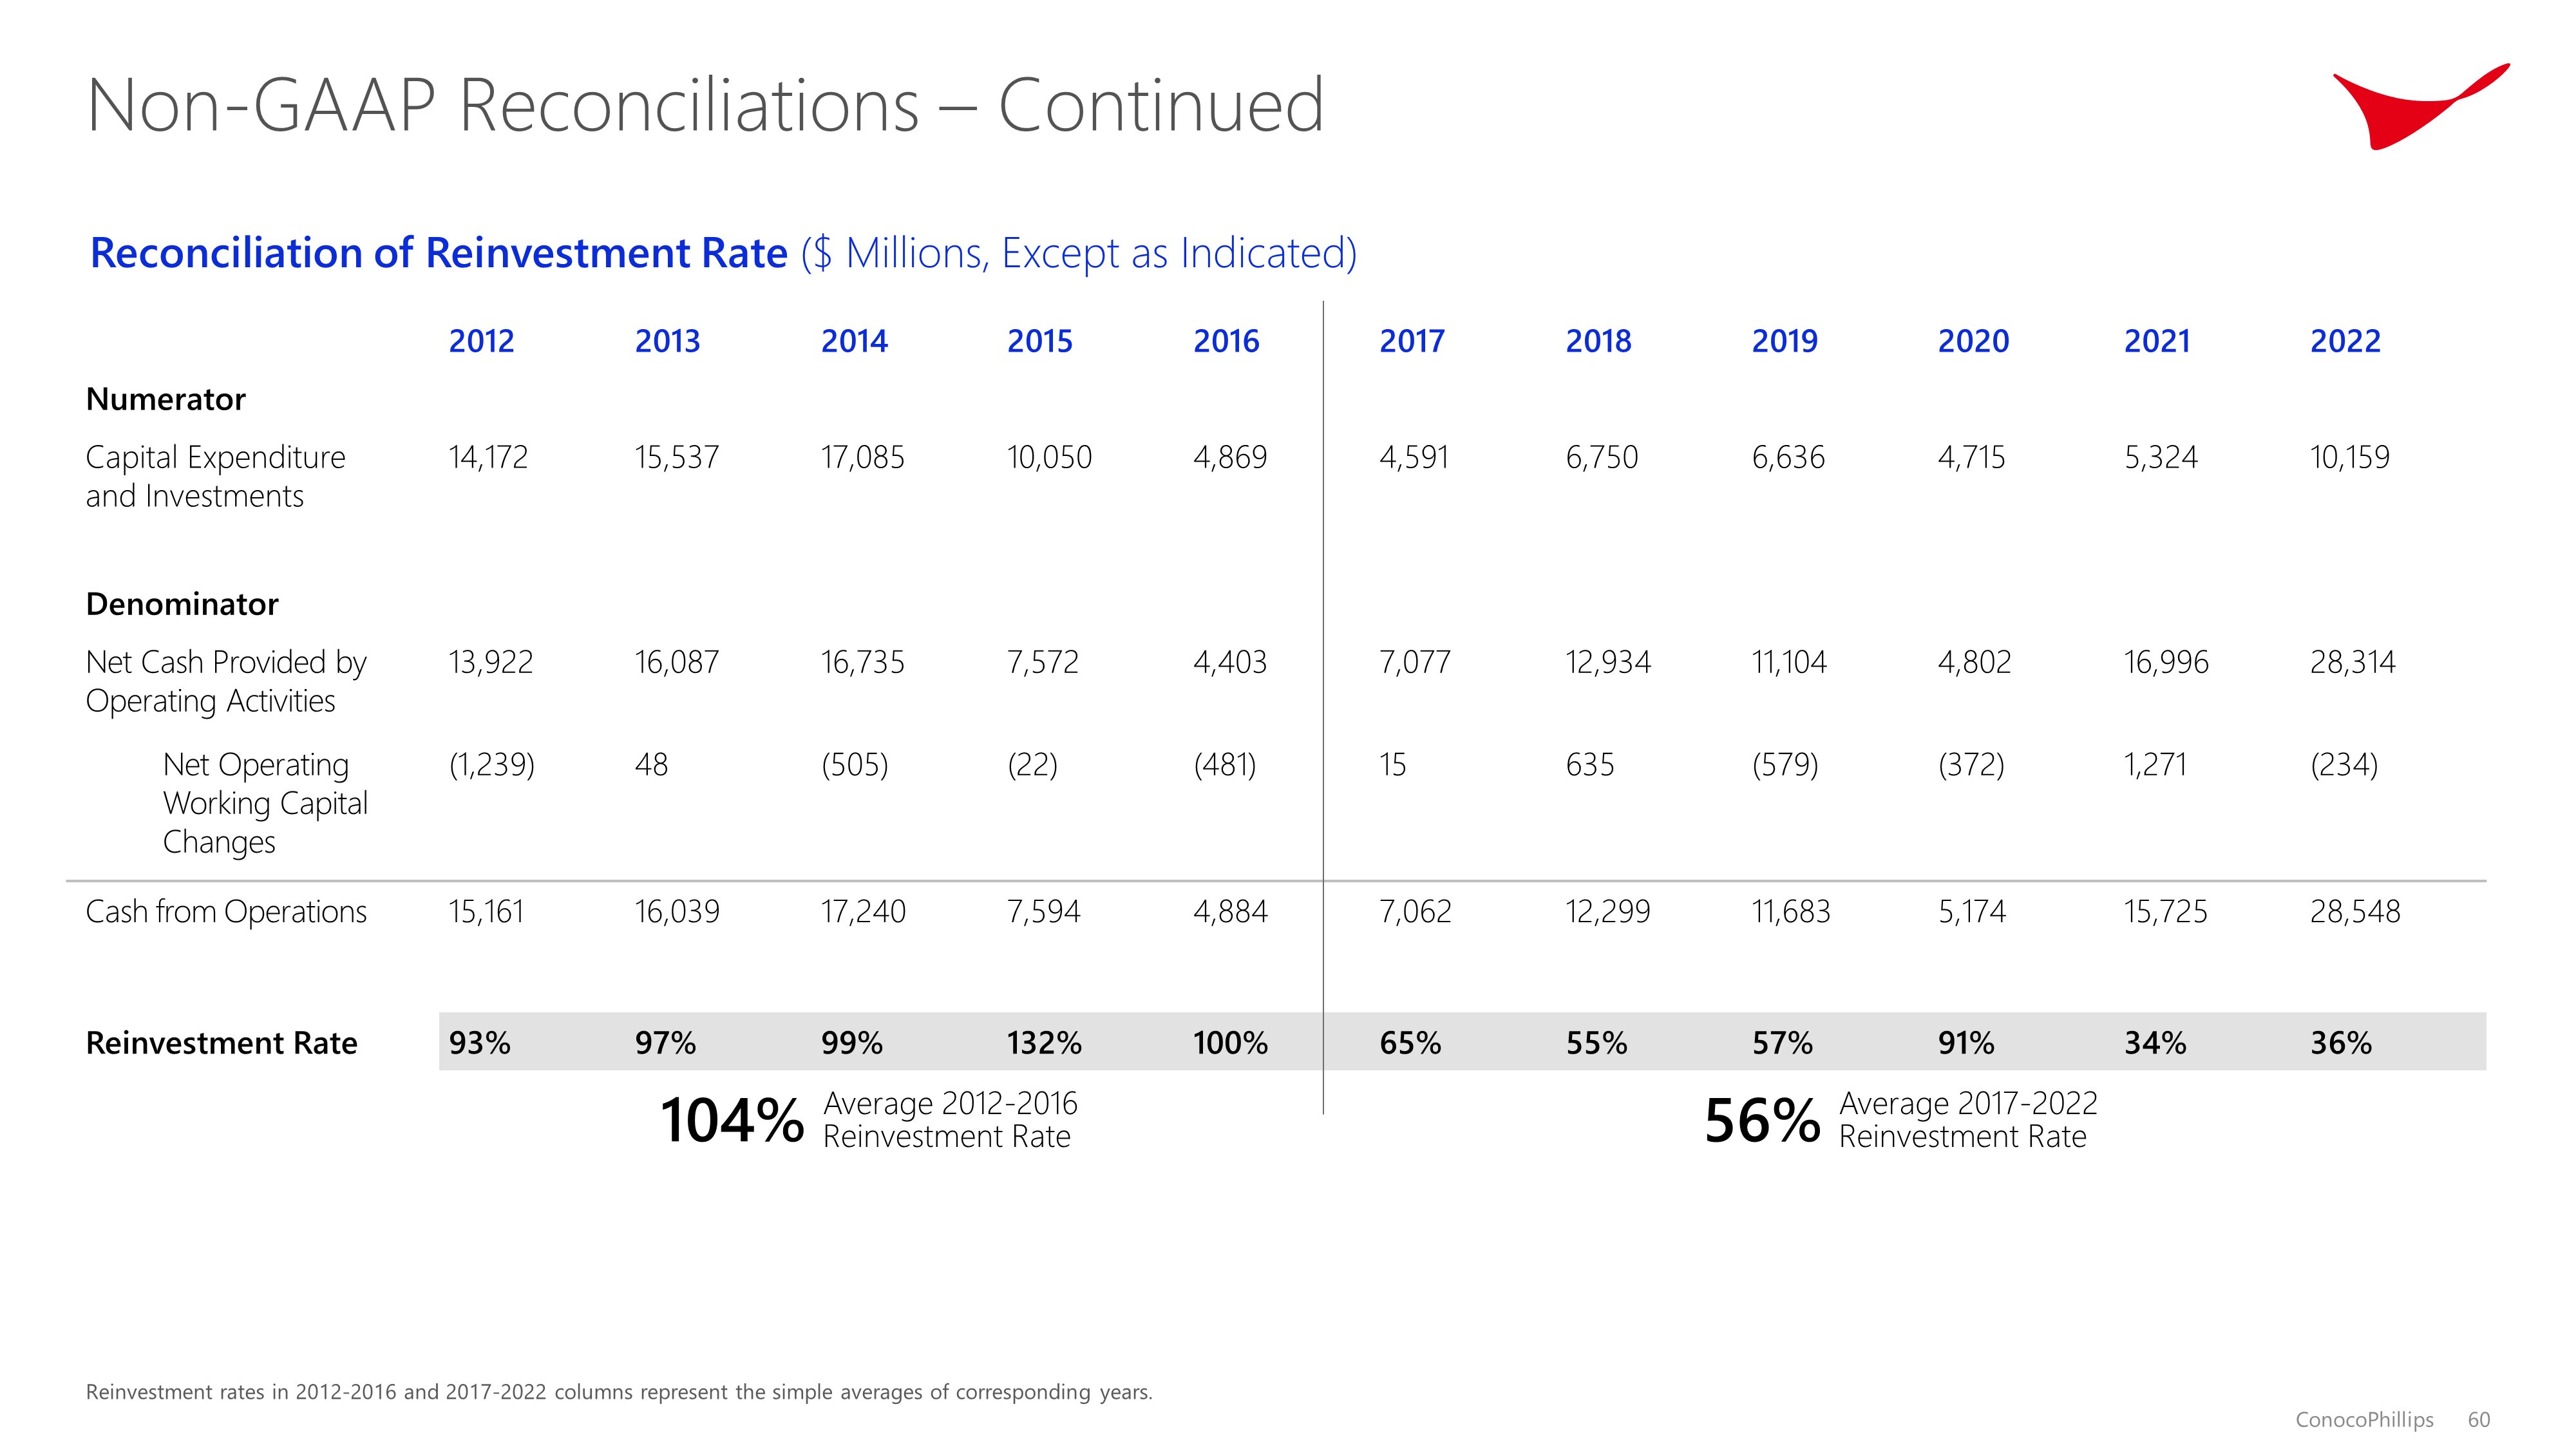 Non-GAAP Reconciliations – Continued
Reconciliation of Reinvestment Rate ($ Millions, Except as Indicated)
2012 2013 2014 2015 2016 2017 2018 2019 2020 2021 2022
Numerator
Capital Expenditure and Investments 14,172 15,537 17,085 10,050 4,869 4,591 6,750 6,636 4,715 5,324 10,159
Denominator
Net Cash Provided by Operating Activities 13,922 16,087 16,735 7,572 4,403 7,077 12,934 11,104 4,802 16,996 28,314
Net Operating Working Capital Changes (1,239) 48 (505) (22) (481) 15 635 (579) (372) 1,271 (234)
Cash from Operations 15,161 16,039 17,240 7,594 4,884 7,062 12,299 11,683 5,174 15,725 28,548
Reinvestment Rate 93% 97% 99% 132% 100% 65% 55% 57% 91% 34% 36%
104% Average 2012-2016 Reinvestment Rate
56% Average 2017-2022 Reinvestment Rate
Reinvestment rates in 2012-2016 and 2017-2022 columns represent the simple averages of corresponding years.
ConocoPhillips 60